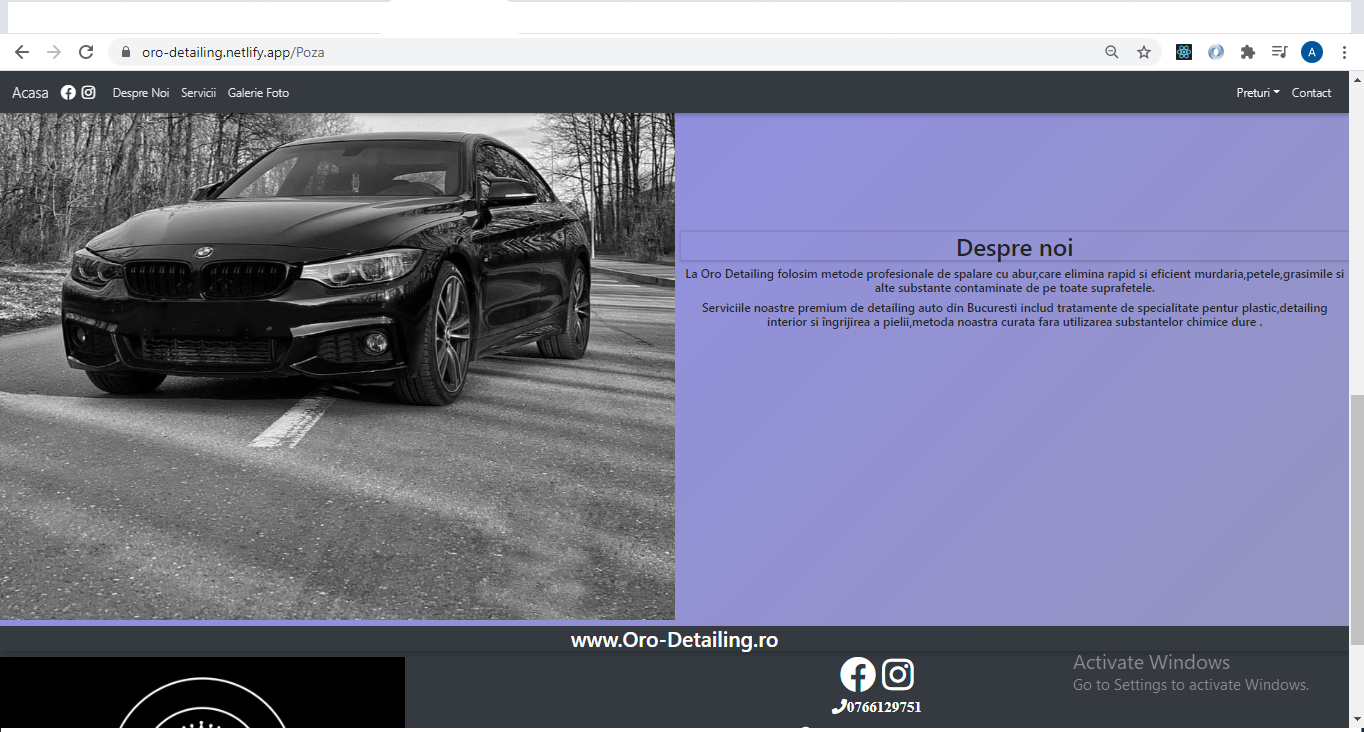 oro-detailing.netlify.app/Poza
A
Acasa
Despre Noi
Servicii
Galerie Foto
Preturi
Contact
Despre noi
La Oro Detailing folosim metode profesionale de spalare cu abur,care elimina rapid si eficient murdaria,petele,grasimile si
alte substante contaminate de pe toate suprafetele.
Serviciile noastre premium de detailing auto din Bucuresti includ tratamente de specialitate pentur plastic,detailing
interior si îngrijirea a pielii,metoda noastra curata fara utilizarea substantelor chimice dure .
www.Oro-Detailing.ro
0766129751
Activate Windows
Go to Settings to activate Windows.